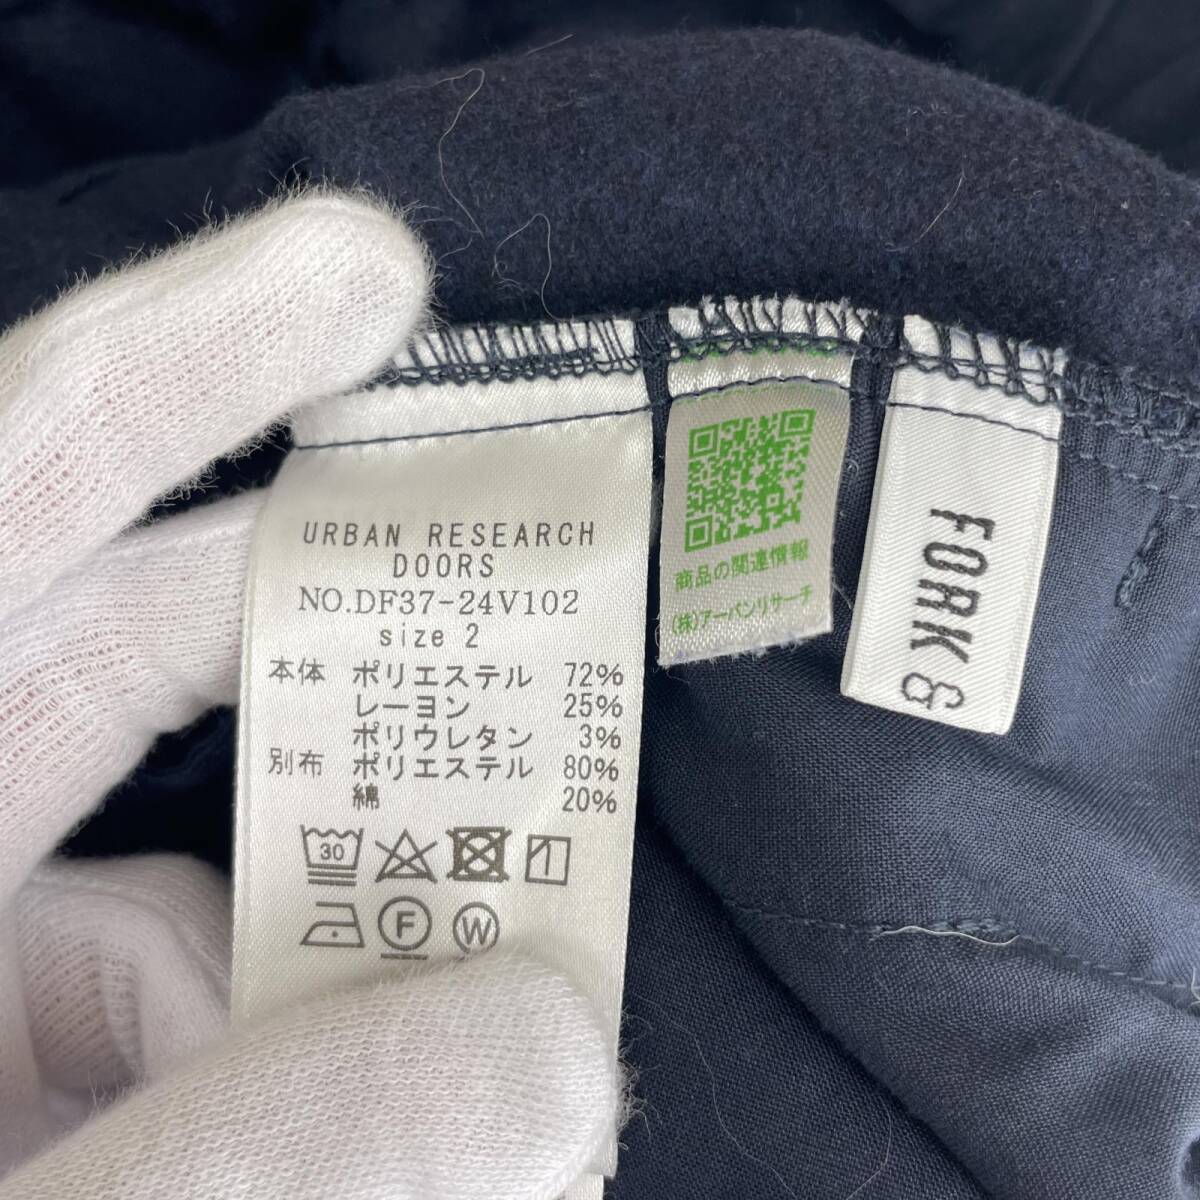 URBAN RESEARCH
DOORS
NO.DF37-24V102
size 2
本体 ポリエステル 72%
レーヨン 25%
ポリウレタン 3%
別布 ポリエステル 80%
綿 20%
30
F
W
商品の関連情報
(株)アーバンリサーチ
FORK &